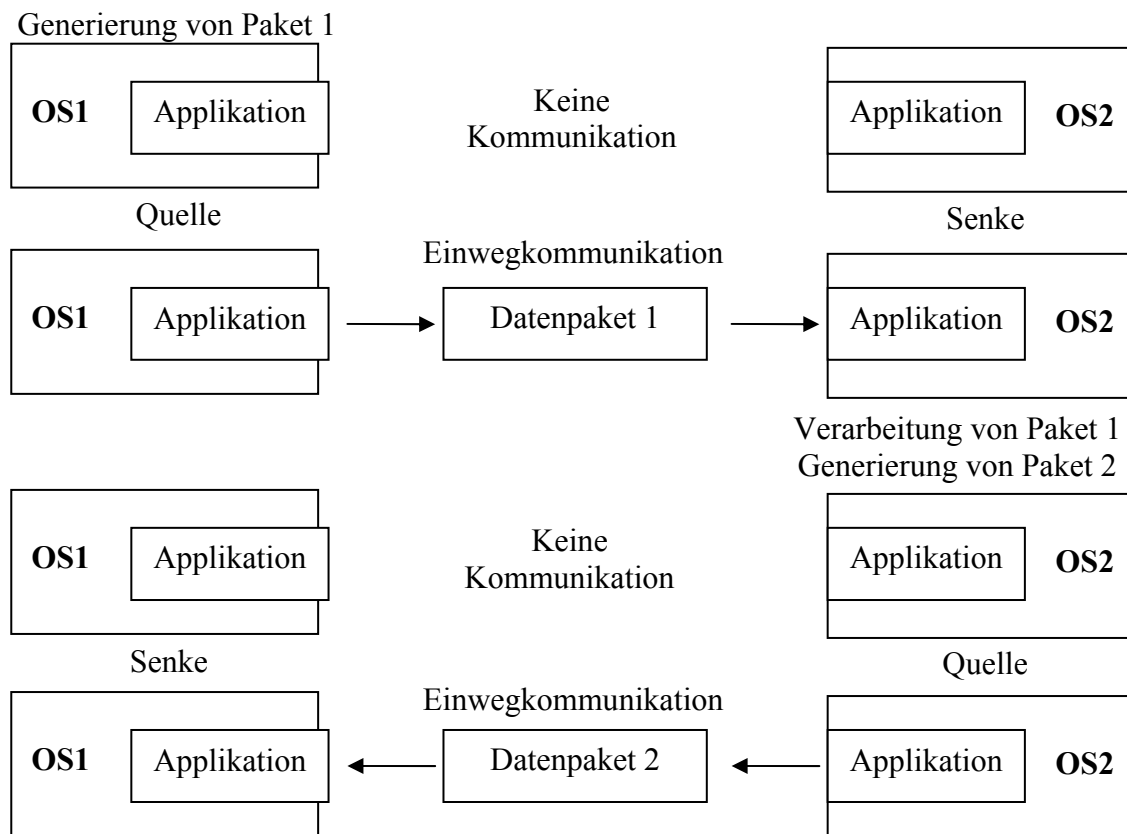 Generierung von Paket 1
OS1 Applikation Keine Kommunikation Applikation OS2
Quelle Senke
Einwegkommunikation
OS1 Applikation Datenpaket 1 Applikation OS2
Verarbeitung von Paket 1
Generierung von Paket 2
OS1 Applikation Keine Kommunikation Applikation OS2
Senke Quelle
Einwegkommunikation
OS1 Applikation Datenpaket 2 Applikation OS2